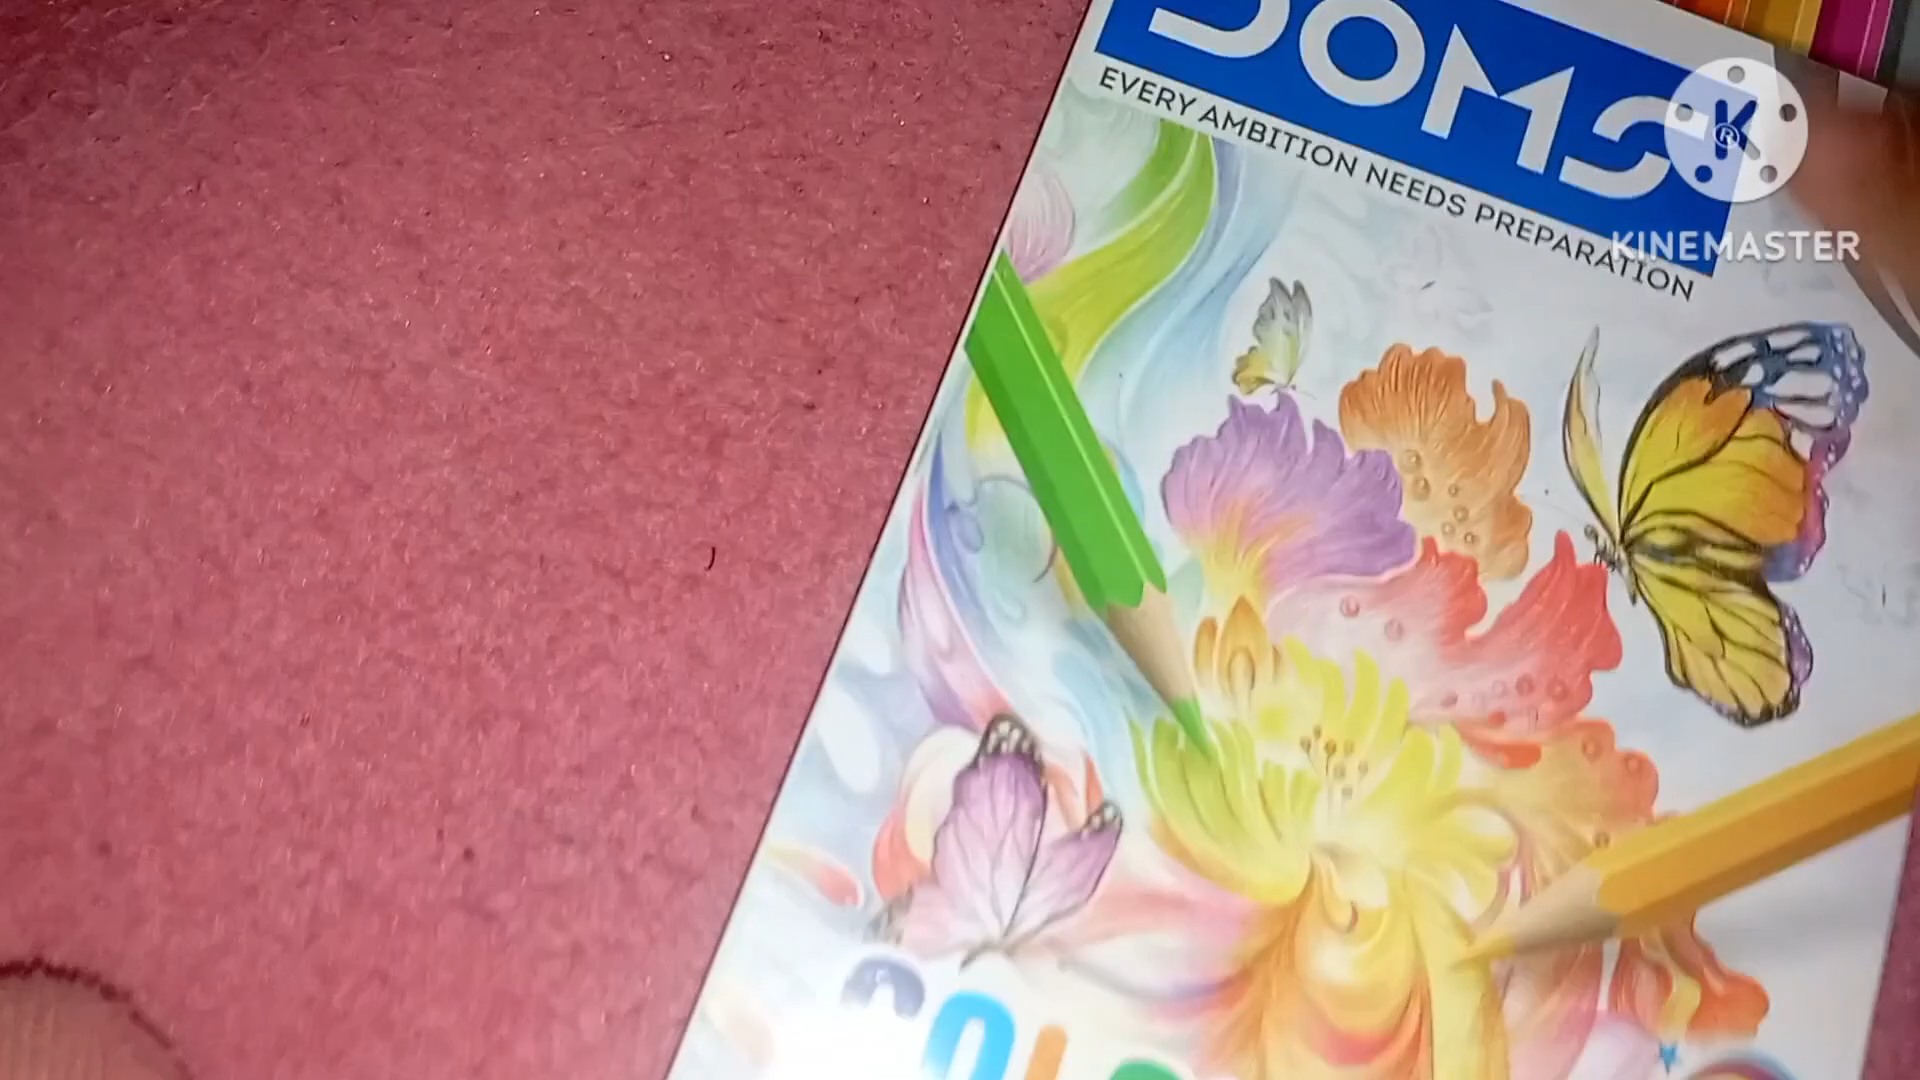 DOMS
EVERY AMBITION NEEDS PREPARATION
K
®
KINEMASTER